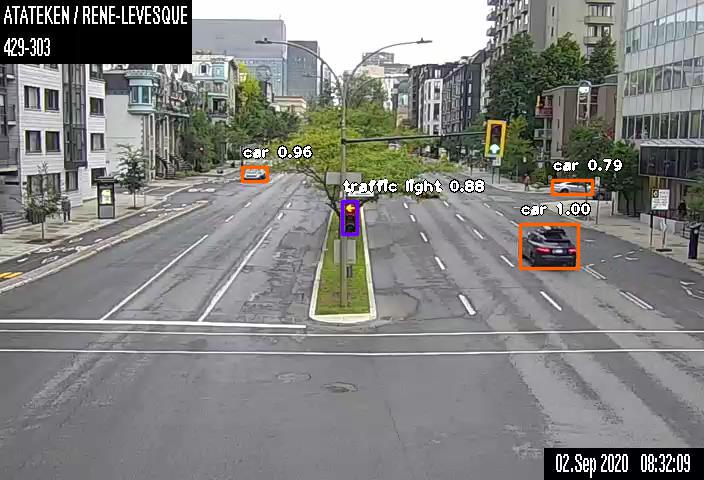 ATATEKEN / RENE-LEVESQUE
429-303
car 0.96
car 0.79
traffic light 0.88
car 1.00
02.Sep 2020 08:32:09